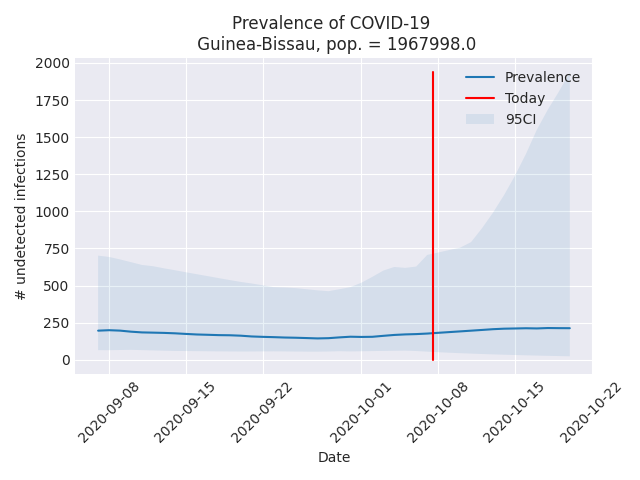 Prevalence of COVID-19
Guinea-Bissau, pop. = 1967998.0
2000
1750
1500
1250
1000
750
500
250
0
# undetected infections
Prevalence
Today
95CI
2020-09-08
2020-09-15
2020-09-22
2020-10-01
2020-10-08
2020-10-15
2020-10-22
Date